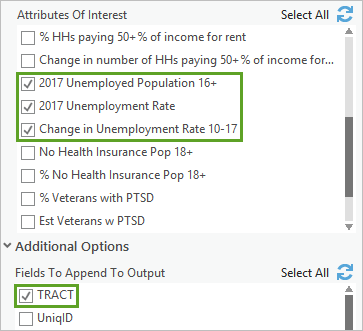 Attributes Of Interest Select All
% HHs paying 50+% of income for rent
Change in number of HHs paying 50+% of income for...
2017 Unemployed Population 16+
2017 Unemployment Rate
Change in Unemployment Rate 10-17
No Health Insurance Pop 18+
% No Health Insurance Pop 18+
% Veterans with PTSD
Est Veterans w PTSD
Additional Options
Fields To Append To Output Select All
TRACT
UniqID